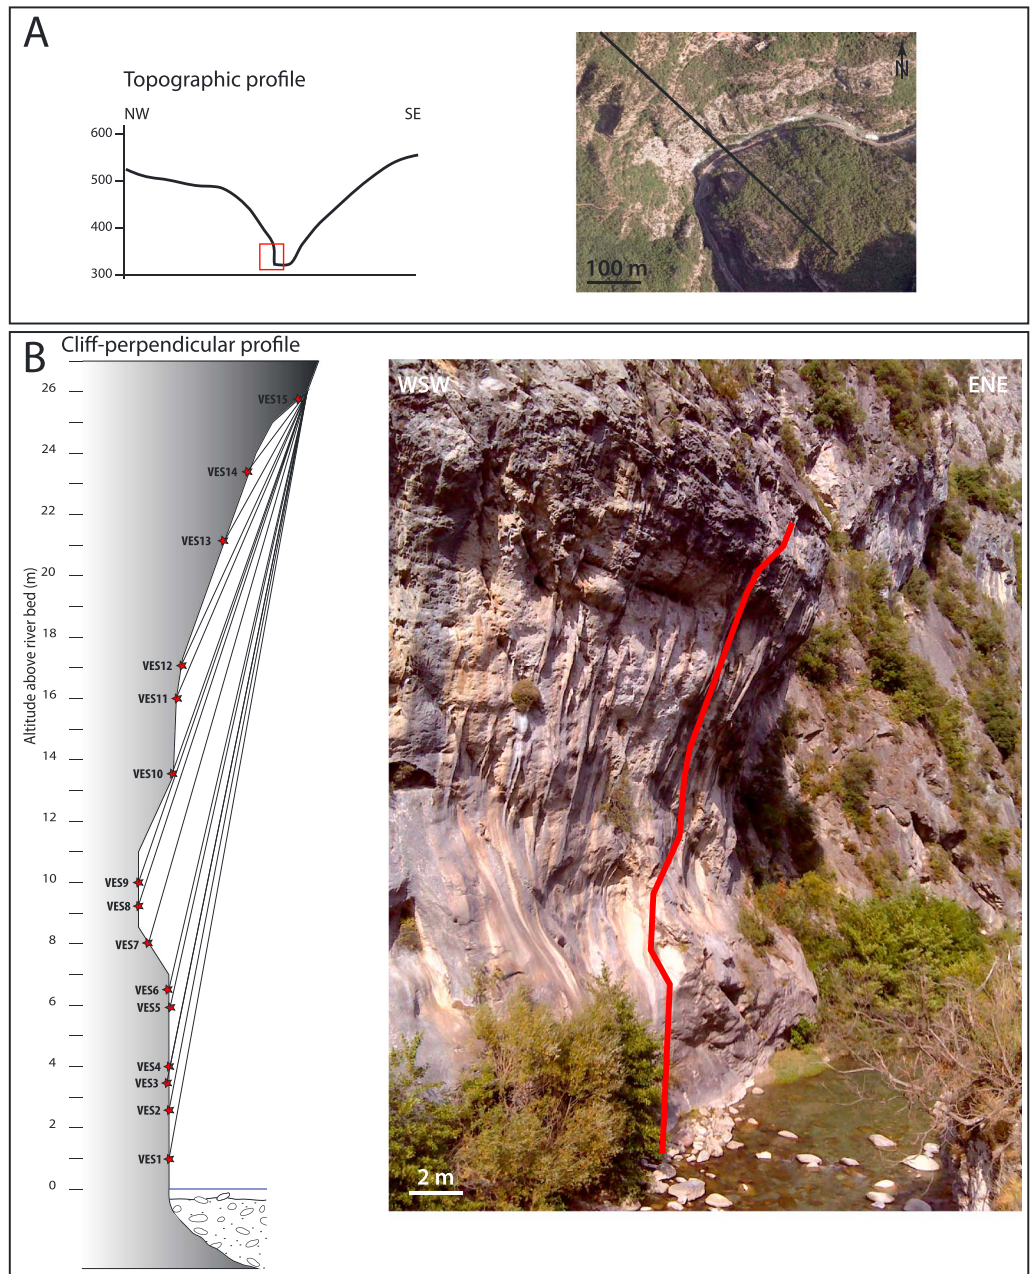 A
Topographic profile
NW
SE
600
500
400
300
N
100 m
B
Cliff-perpendicular profile
Altitude above river bed (m)
26
24
22
20
18
16
14
12
10
8
6
4
2
0
VES15
VES14
VES13
VES12
VES11
VES10
VES9
VES8
VES7
VES6
VES5
VES4
VES3
VES2
VES1
WSW
ENE
2 m